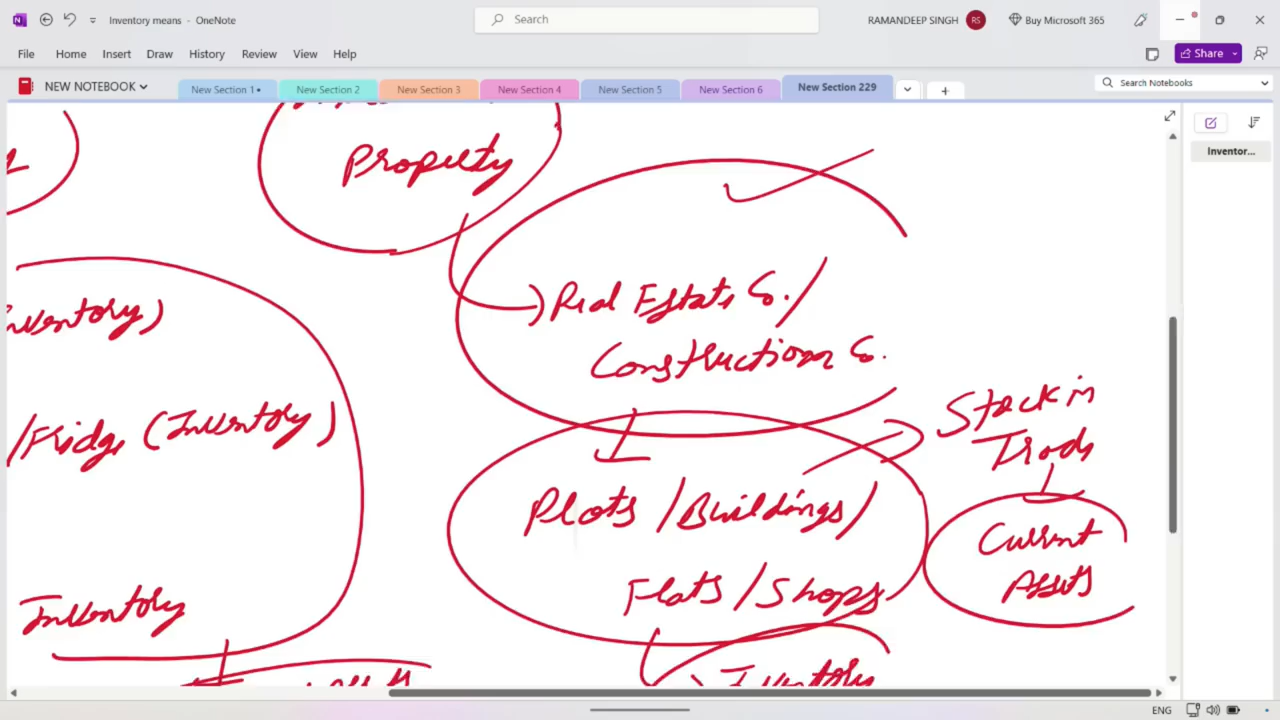 Inventory means • OneNote
Search
RAMANDEEP SINGH RS
Buy Microsoft 365
File Home Insert Draw History Review View Help
Share
NEW NOTEBOOK
New Section 1 •
New Section 2
New Section 3
New Section 4
New Section 5
New Section 6
New Section 229
+
Search Notebooks
Inventor...
Property
Real Estate Co./
Construction Co.
Inventory)
/Fridge (Inventory)
Stock in
Trade
Plots /Buildings/
Flats /Shops
Current
Assets
Inventory
Inventory
ENG